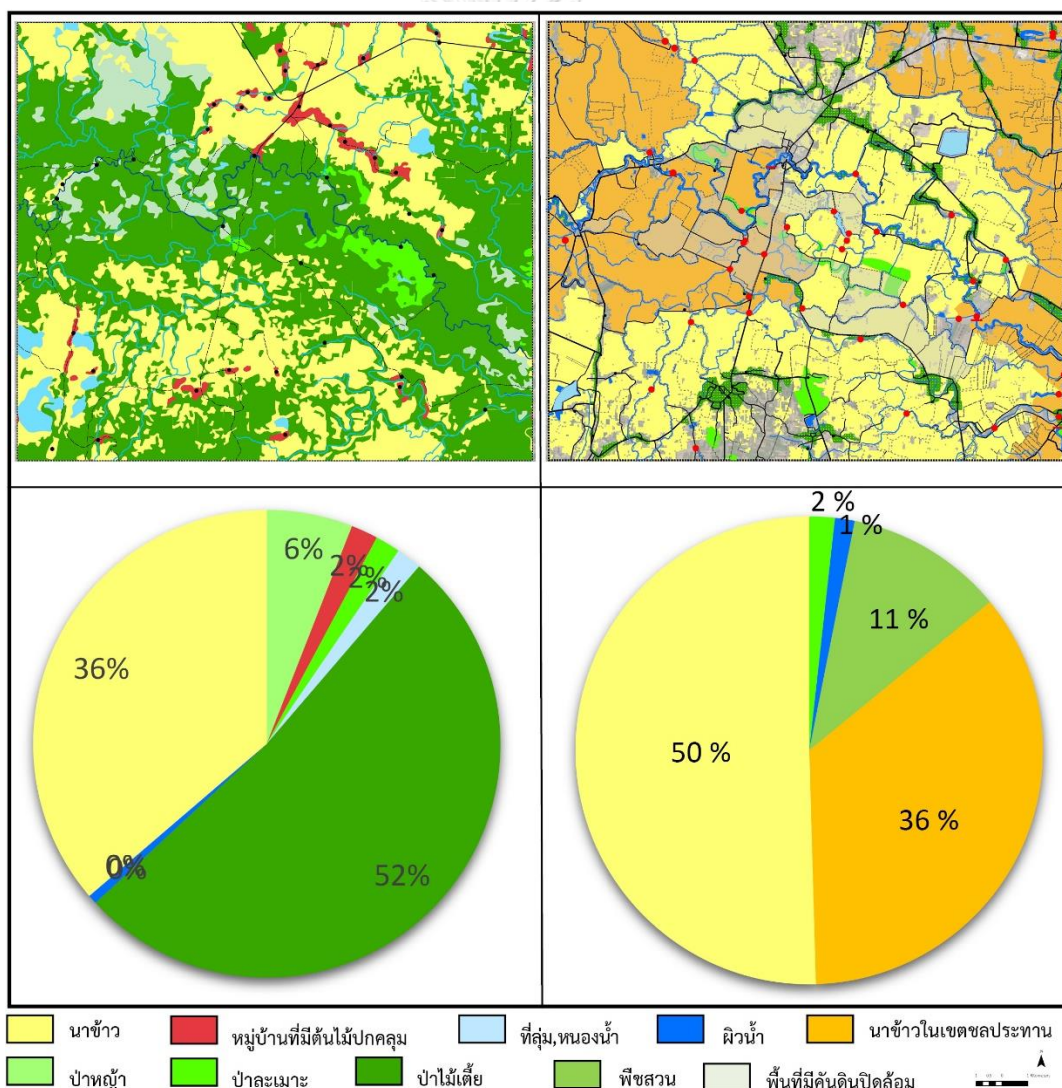 6%
2%
2%
2%
36%
52%
0%
0%
2 %
1 %
11 %
50 %
36 %
นาข้าว
หมู่บ้านที่มีต้นไม้ปกคลุม
ที่ลุ่ม,หนองน้ำ
ผิวน้ำ
นาข้าวในเขตชลประทาน
ป่าหญ้า
ป่าละเมาะ
ป่าไม้เตี้ย
พืชสวน
พื้นที่มีคันดินปิดล้อม